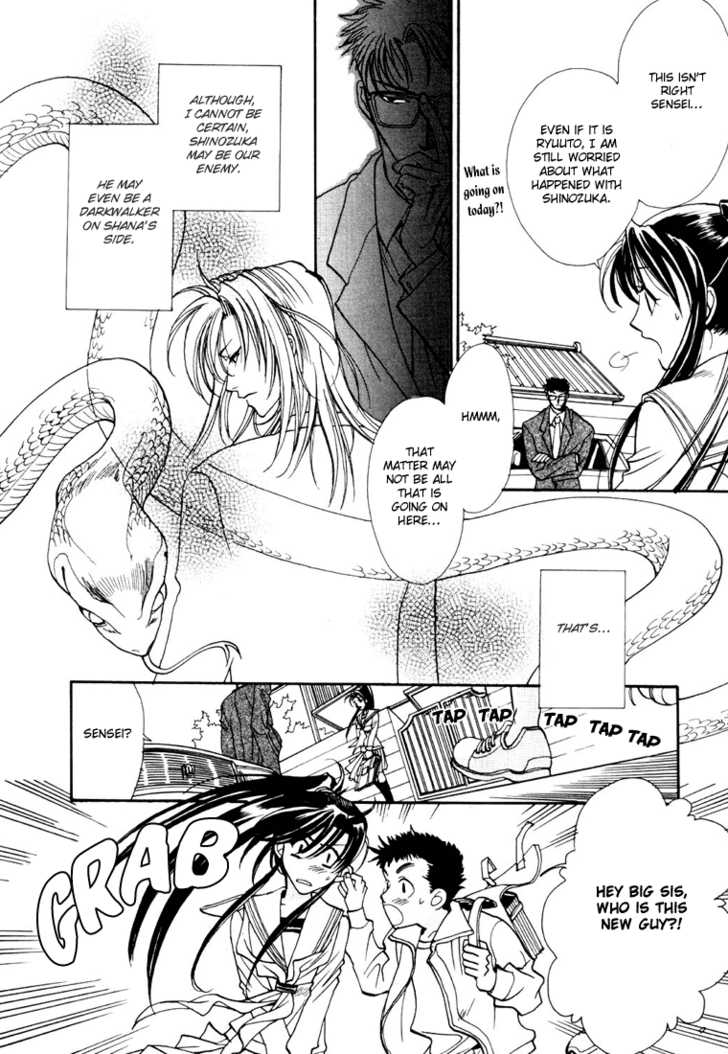 THIS ISN'T
RIGHT
SENSEI...
EVEN IF IT IS
RYUUTO, I AM
STILL WORRIED
ABOUT WHAT
HAPPENED WITH
SHINOZUKA.
What is
going on
today?!
ALTHOUGH,
I CANNOT BE
CERTAIN,
SHINOZUKA
MAY BE OUR
ENEMY.
HE MAY
EVEN BE A
DARKWALKER
ON SHANA'S
SIDE.
HMMM,
THAT
MATTER MAY
NOT BE ALL
THAT IS
GOING ON
HERE...
THAT'S...
TAP TAP TAP TAP TAP
SENSEI?
HEY BIG SIS,
WHO IS THIS
NEW GUY?!
GRAB